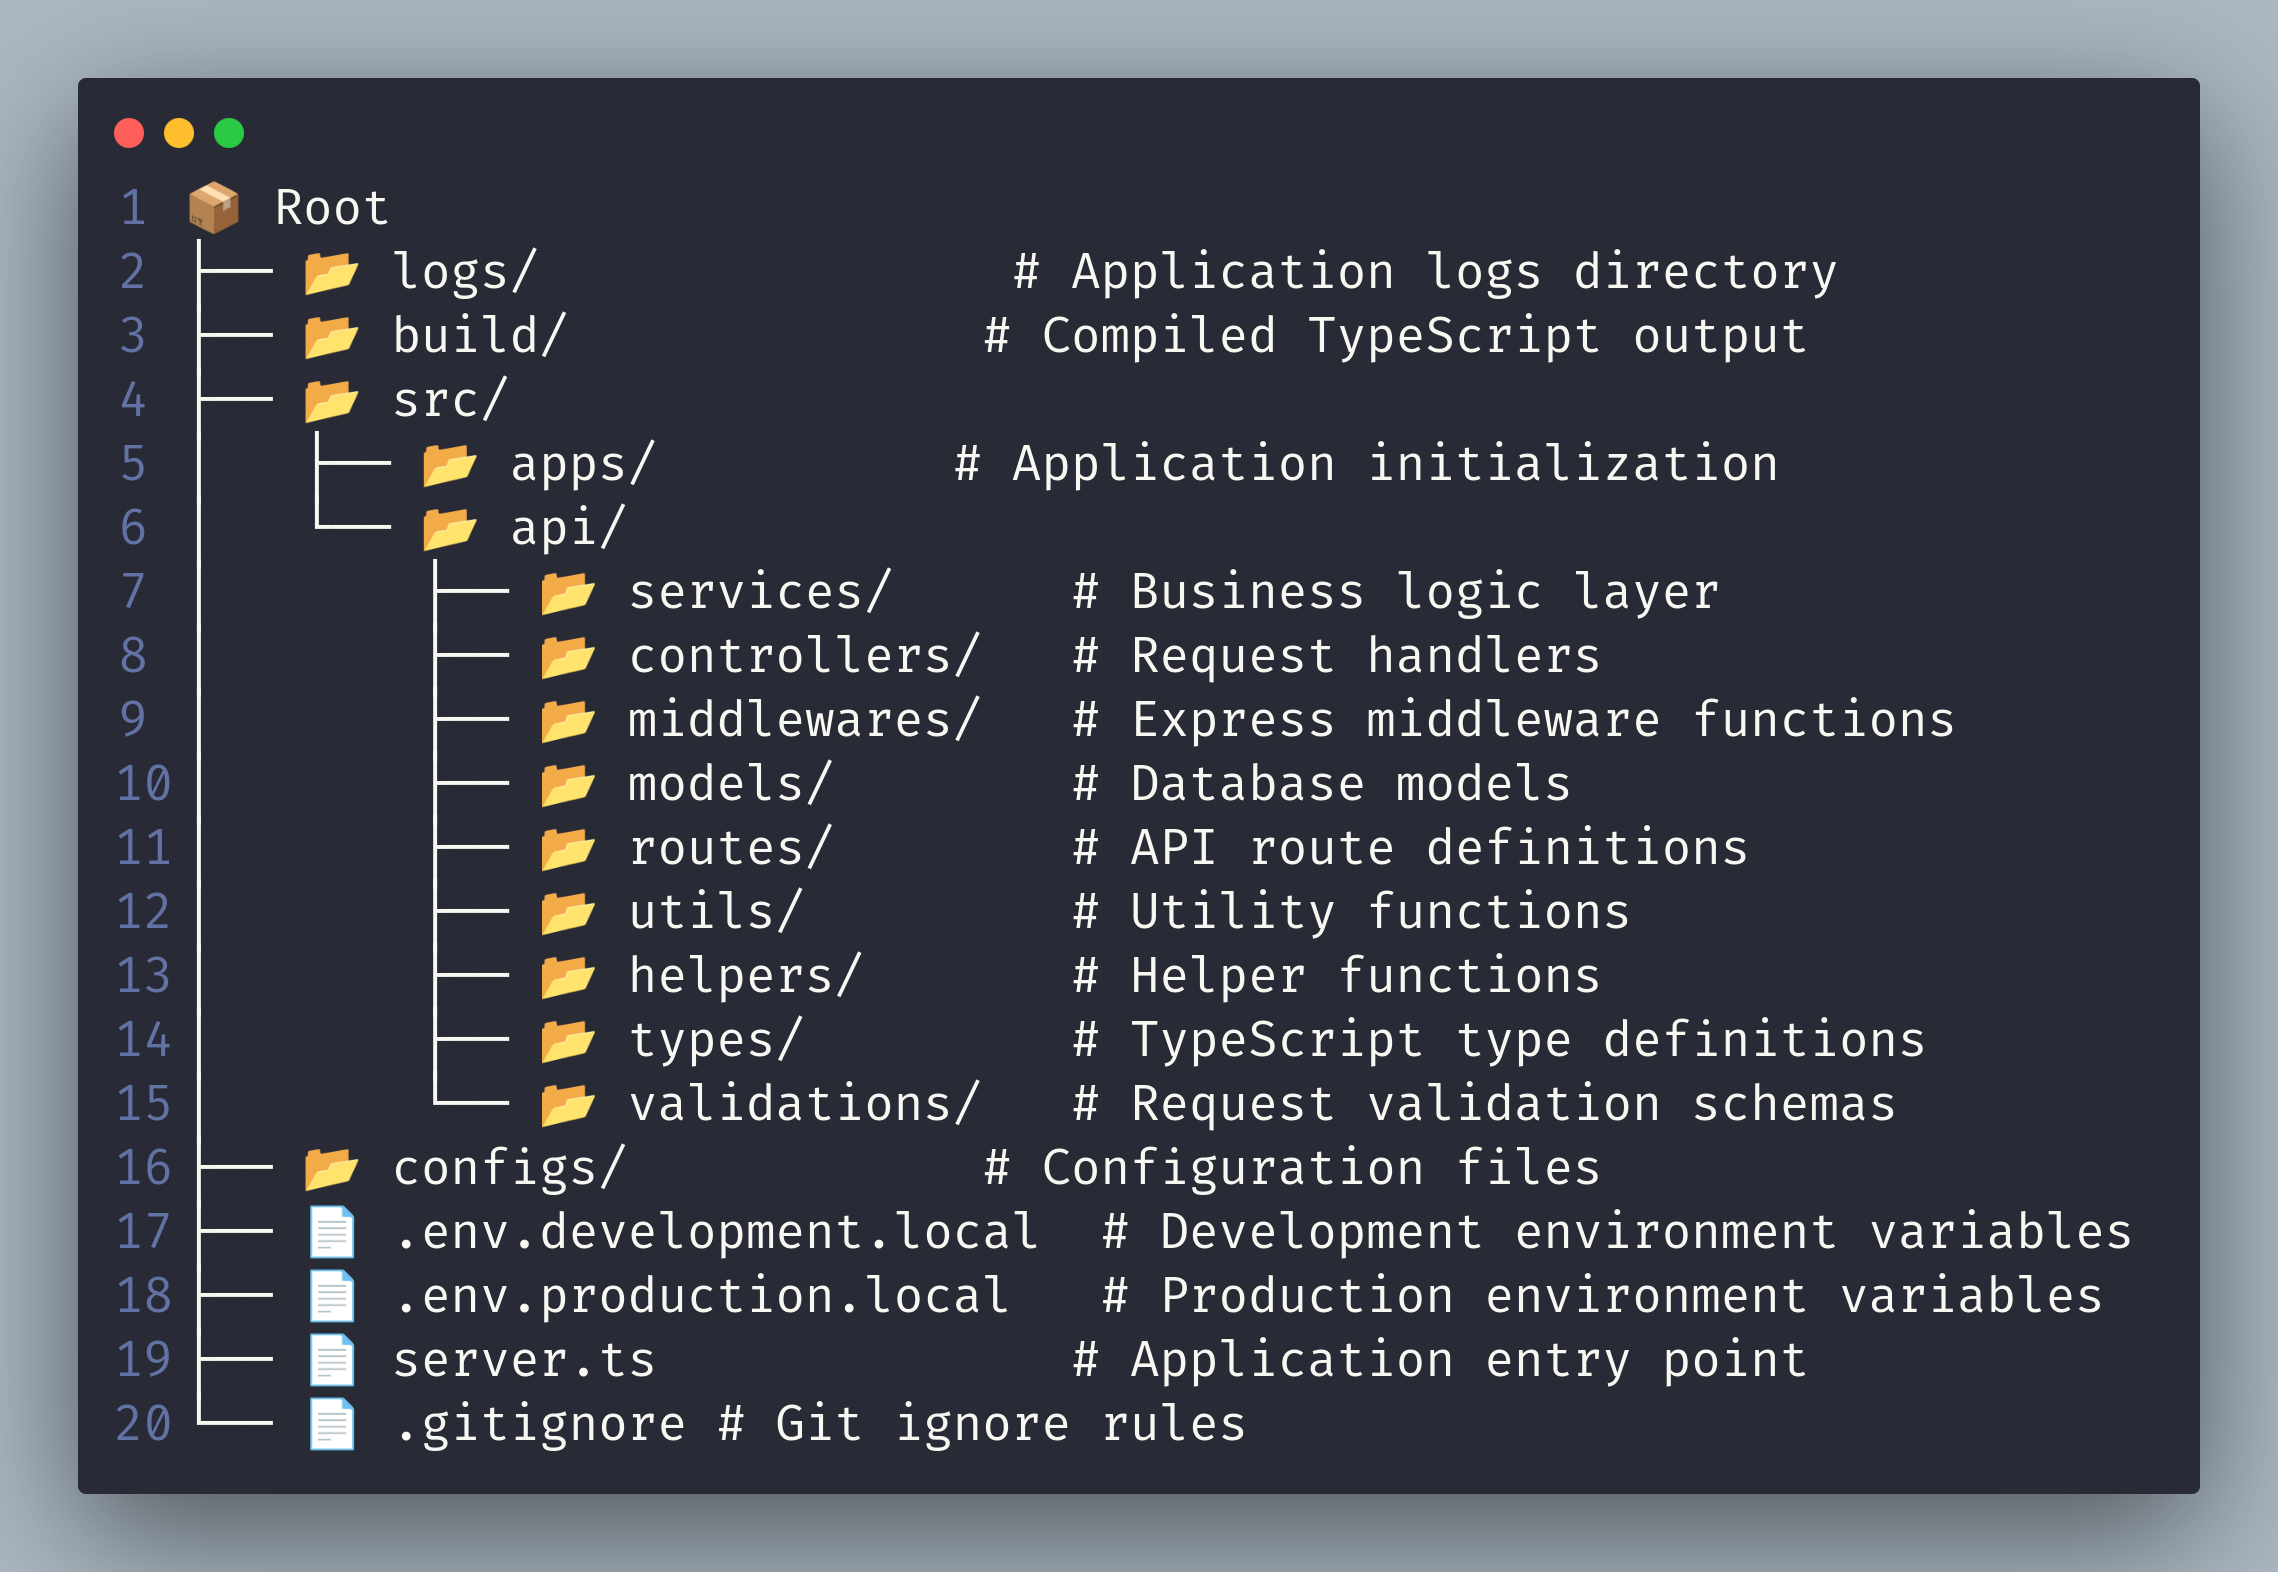 1 📦 Root
2 ├── 📂 logs/                # Application logs directory
3 ├── 📂 build/              # Compiled TypeScript output
4 ├── 📂 src/
5 │   ├── 📂 apps/          # Application initialization
6 │   └── 📂 api/
7 │       ├── 📂 services/      # Business logic layer
8 │       ├── 📂 controllers/   # Request handlers
9 │       ├── 📂 middlewares/   # Express middleware functions
10 │       ├── 📂 models/        # Database models
11 │       ├── 📂 routes/        # API route definitions
12 │       ├── 📂 utils/         # Utility functions
13 │       ├── 📂 helpers/       # Helper functions
14 │       ├── 📂 types/         # TypeScript type definitions
15 │       └── 📂 validations/   # Request validation schemas
16 ├── 📂 configs/            # Configuration files
17 ├── 📄 .env.development.local  # Development environment variables
18 ├── 📄 .env.production.local   # Production environment variables
19 ├── 📄 server.ts              # Application entry point
20 └── 📄 .gitignore # Git ignore rules